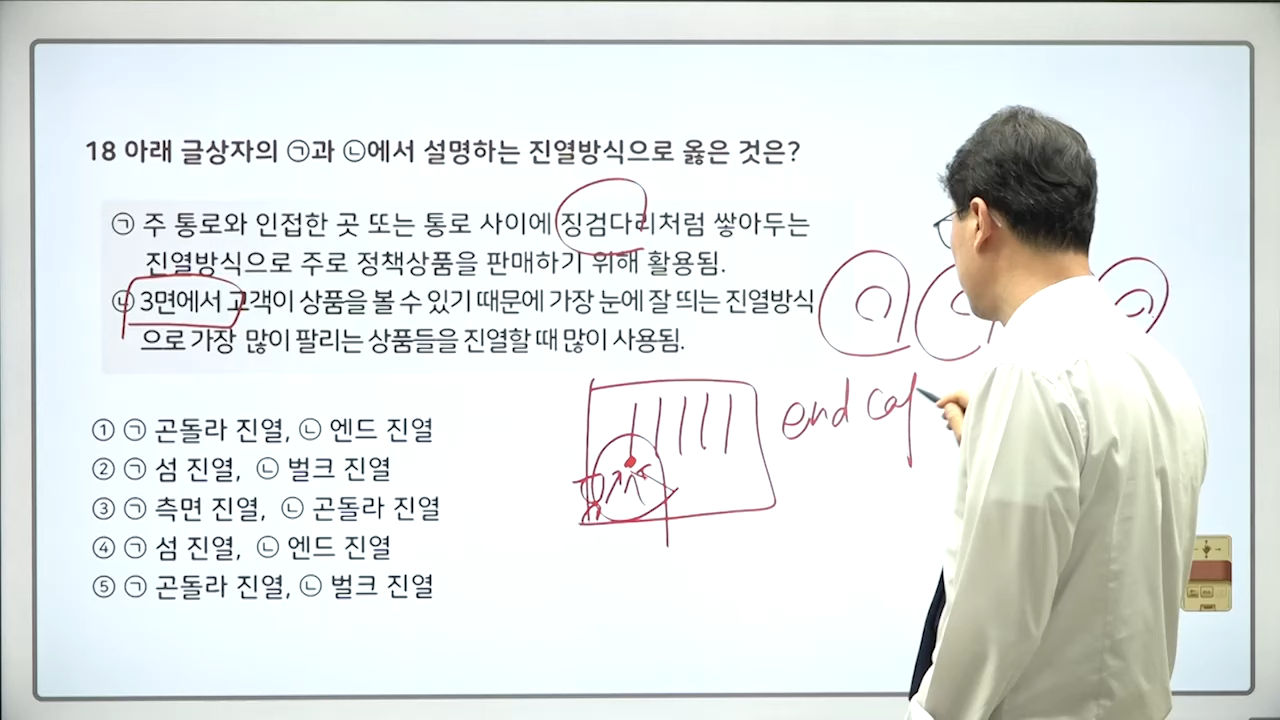 18 아래 글상자의 ㉠과 ㉡에서 설명하는 진열방식으로 옳은 것은?
㉠ 주 통로와 인접한 곳 또는 통로 사이에 징검다리처럼 쌓아두는
진열방식으로 주로 정책상품을 판매하기 위해 활용됨.
㉡ 3면에서 고객이 상품을 볼 수 있기 때문에 가장 눈에 잘 띄는 진열방식
으로 가장 많이 팔리는 상품들을 진열할 때 많이 사용됨.
end cap
① ㉠ 곤돌라 진열, ㉡ 엔드 진열
② ㉠ 섬 진열, ㉡ 벌크 진열
③ ㉠ 측면 진열, ㉡ 곤돌라 진열
④ ㉠ 섬 진열, ㉡ 엔드 진열
⑤ ㉠ 곤돌라 진열, ㉡ 벌크 진열